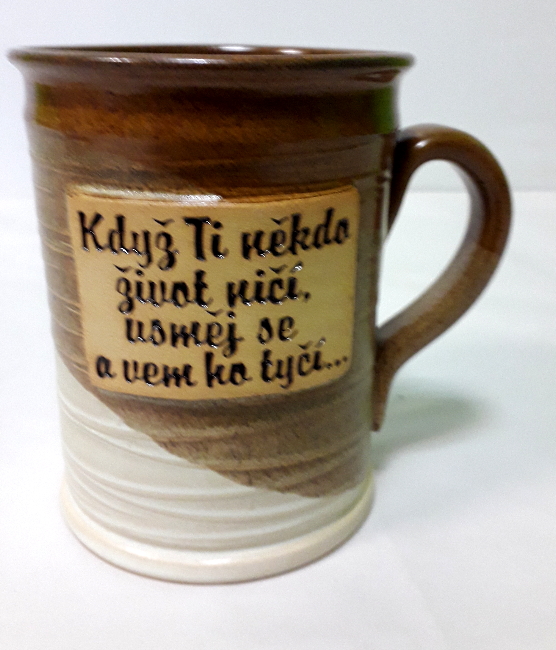 Když Ti někdo
život ničí,
usměj se
a vem ho tyčí...